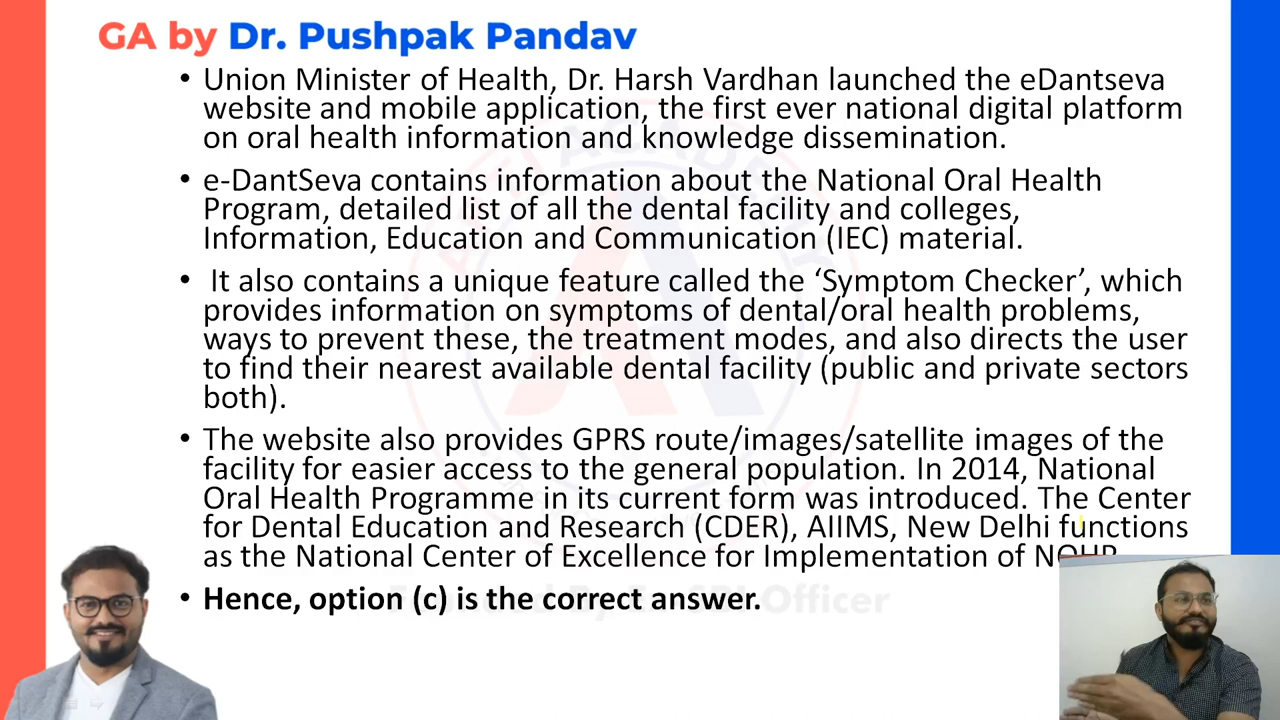 GA by Dr. Pushpak Pandav
• Union Minister of Health, Dr. Harsh Vardhan launched the eDantseva
website and mobile application, the first ever national digital platform
on oral health information and knowledge dissemination.
• e-DantSeva contains information about the National Oral Health
Program, detailed list of all the dental facility and colleges,
Information, Education and Communication (IEC) material.
• It also contains a unique feature called the ‘Symptom Checker’, which
provides information on symptoms of dental/oral health problems,
ways to prevent these, the treatment modes, and also directs the user
to find their nearest available dental facility (public and private sectors
both).
• The website also provides GPRS route/images/satellite images of the
facility for easier access to the general population. In 2014, National
Oral Health Programme in its current form was introduced. The Center
for Dental Education and Research (CDER), AIIMS, New Delhi functions
as the National Center of Excellence for Implementation of NOHP
• Hence, option (c) is the correct answer.